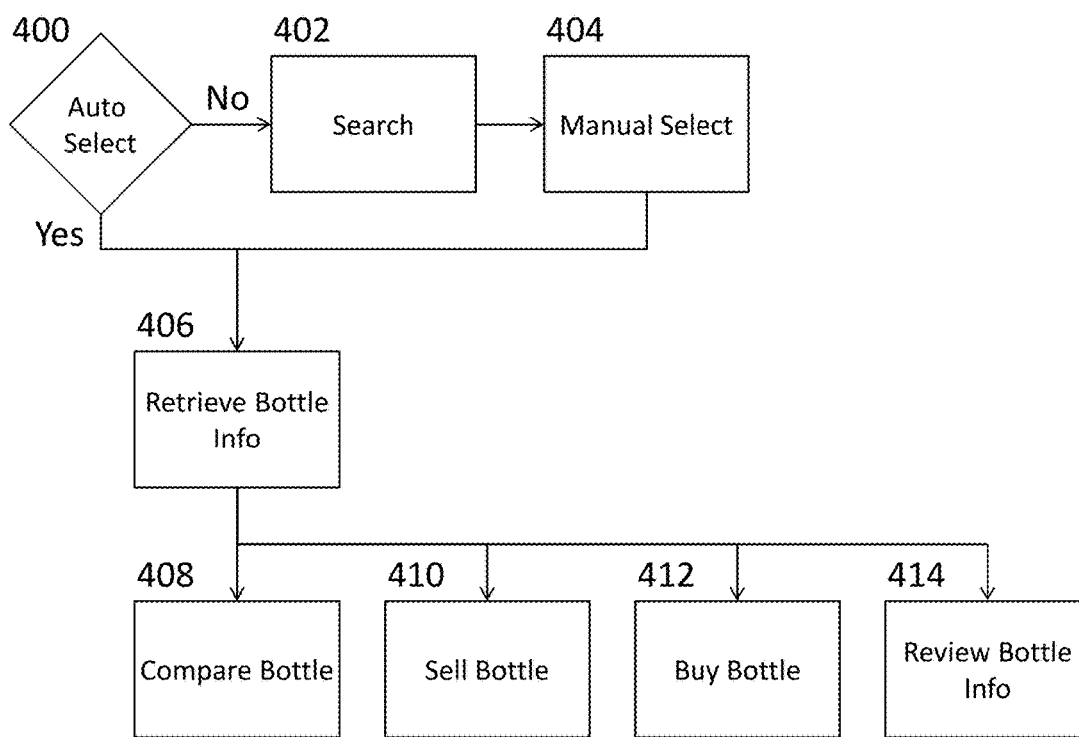 400
402
404
Auto
Select
No
Search
Manual Select
Yes
406
Retrieve Bottle
Info
408
410
412
414
Compare Bottle
Sell Bottle
Buy Bottle
Review Bottle
Info